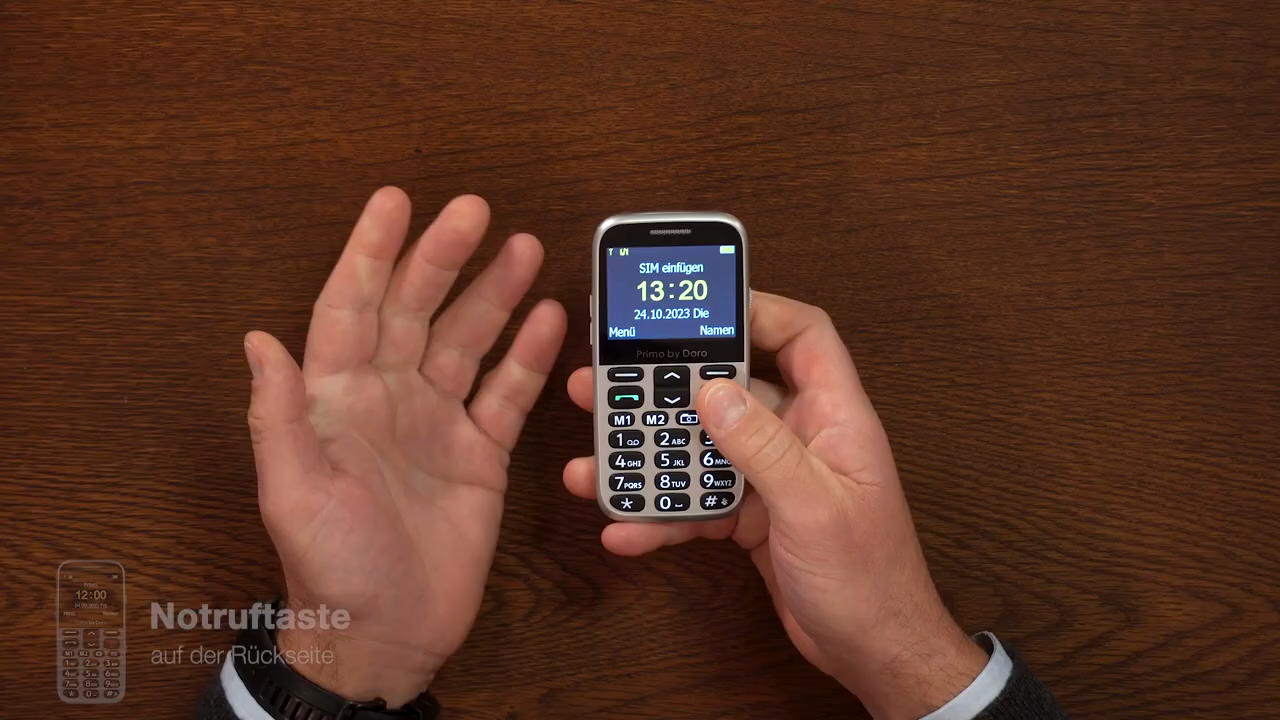 SIM einfügen
13:20
24.10.2023 Die
Menü Namen
Primo by Doro
M1 M2
1 2 ABC 3
4 GHI 5 JKL 6 MNO
7 PQRS 8 TUV 9 WXYZ
* 0 #
12:00
Notruftaste
auf der Rückseite